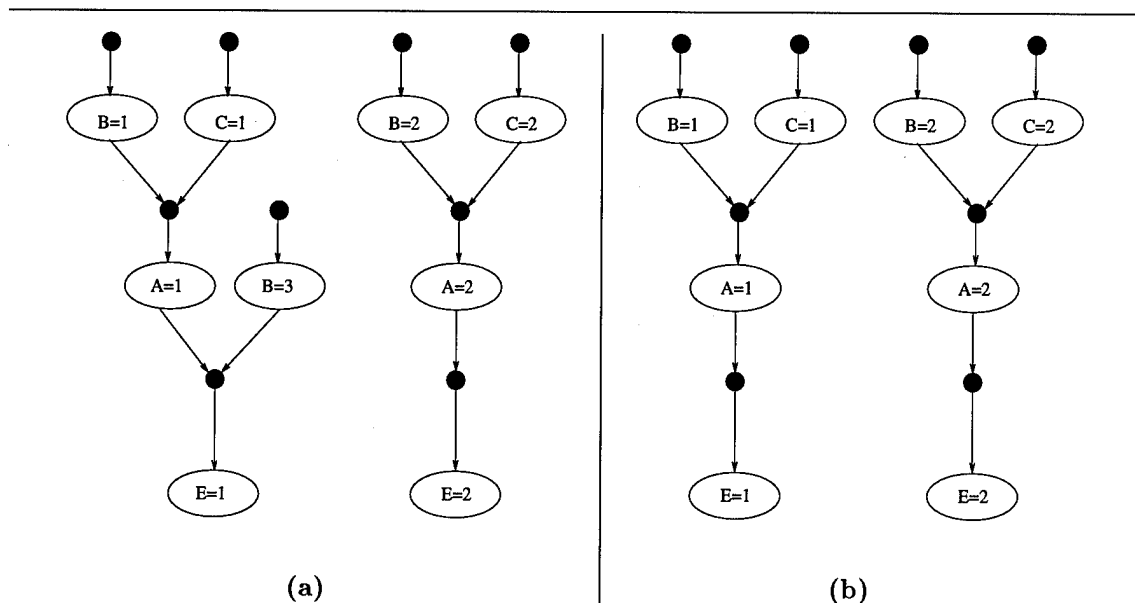 B=1 C=1 B=2 C=2 B=1 C=1 B=2 C=2
A=1 B=3 A=2 A=1 A=2
E=1 E=2 E=1 E=2
(a) (b)